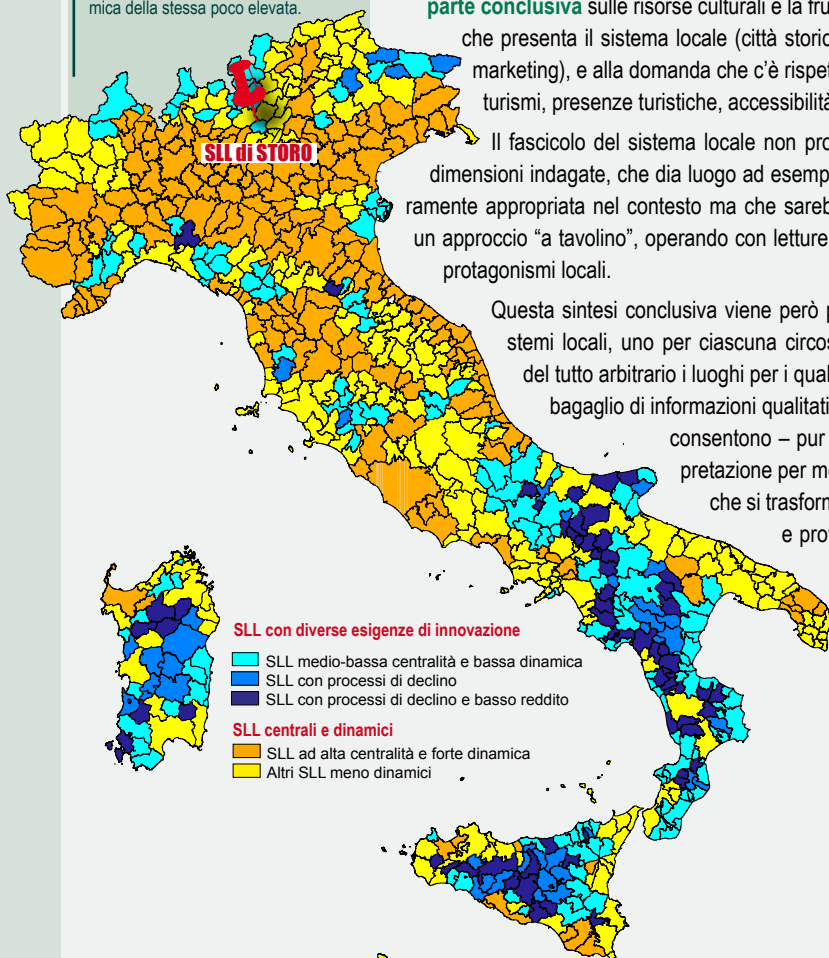 mica della stessa poco elevata.
parte conclusiva sulle risorse culturali e la fru
che presenta il sistema locale (città storic
marketing), e alla domanda che c'è rispet
turismi, presenze turistiche, accessibilità
Il fascicolo del sistema locale non pro
dimensioni indagate, che dia luogo ad esemp
ramente appropriata nel contesto ma che sareb
un approccio “a tavolino”, operando con letture
protagonismi locali.
Questa sintesi conclusiva viene però p
stemi locali, uno per ciascuna circos
del tutto arbitrario i luoghi per i qual
bagaglio di informazioni qualitati
consentono – pur
pretazione per me
che si trasform
e prot
SLL di STORO
SLL con diverse esigenze di innovazione
SLL medio-bassa centralità e bassa dinamica
SLL con processi di declino
SLL con processi di declino e basso reddito
SLL centrali e dinamici
SLL ad alta centralità e forte dinamica
Altri SLL meno dinamici